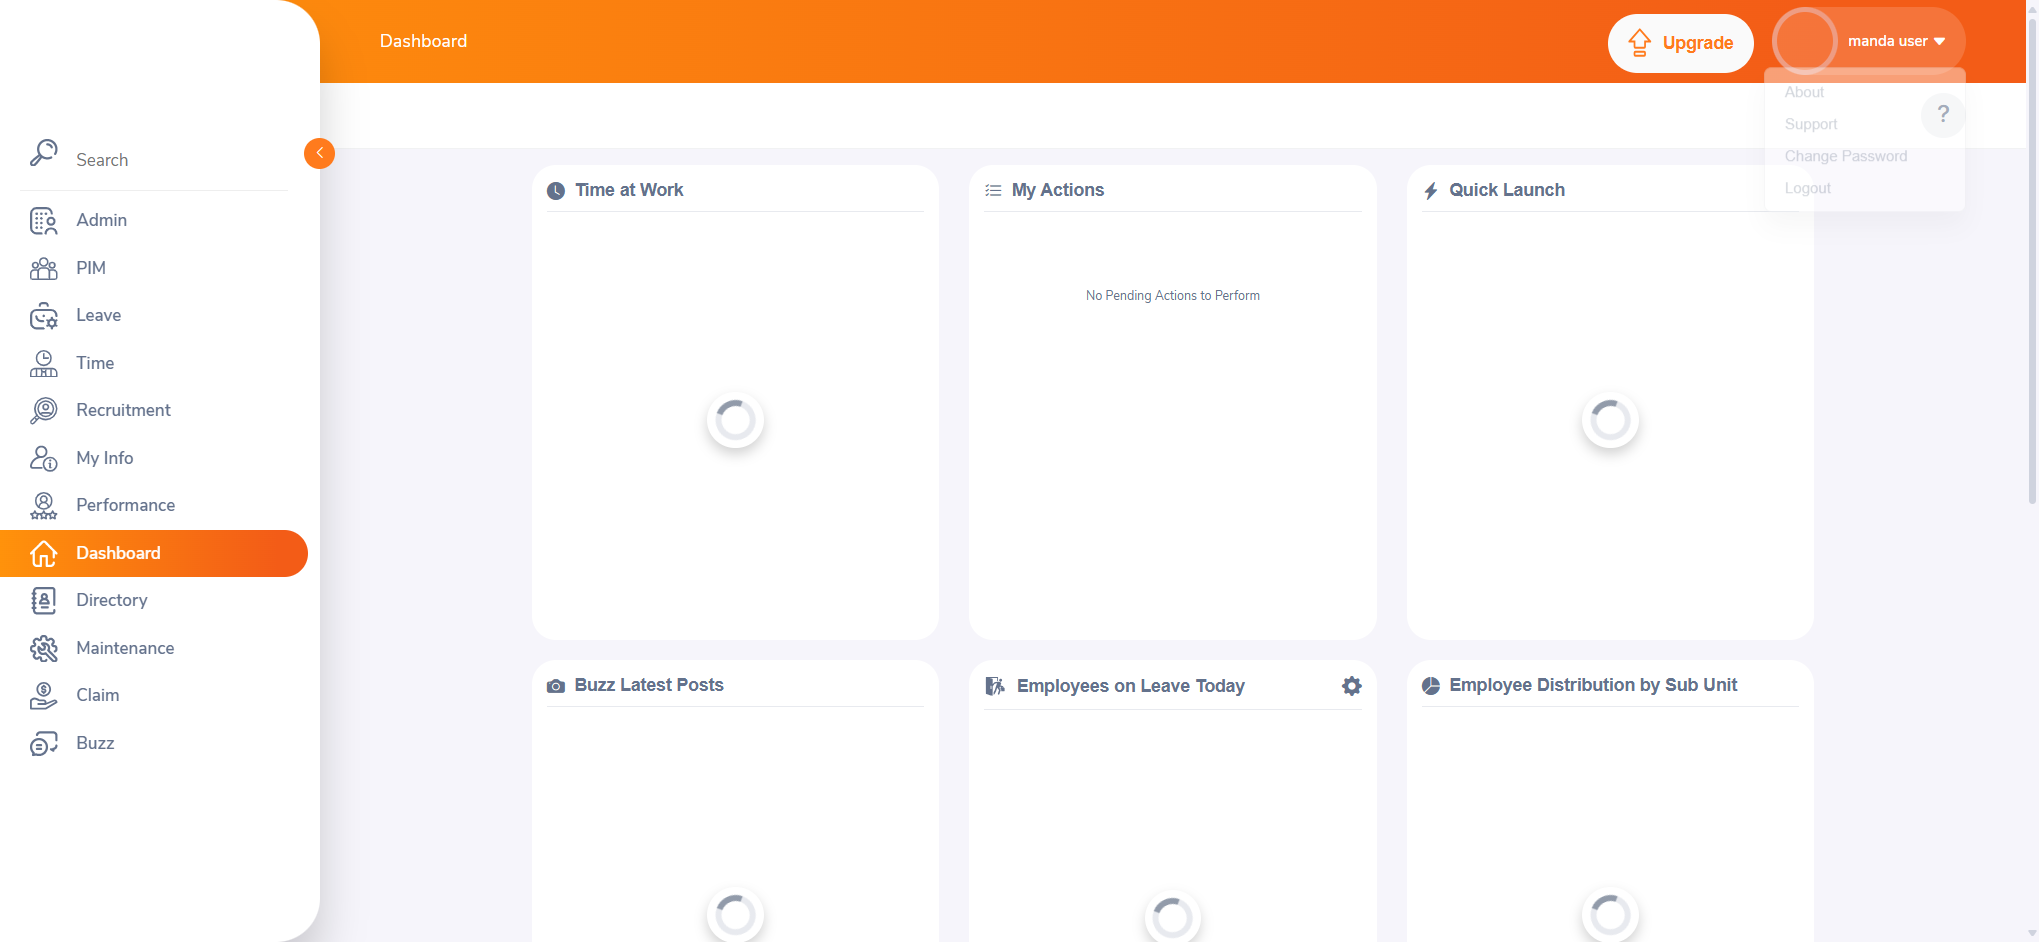 Dashboard
Upgrade
manda user
About
Support
Change Password
Logout
?
Search
Admin
PIM
Leave
Time
Recruitment
My Info
Performance
Dashboard
Directory
Maintenance
Claim
Buzz
Time at Work
My Actions
No Pending Actions to Perform
Quick Launch
Buzz Latest Posts
Employees on Leave Today
Employee Distribution by Sub Unit